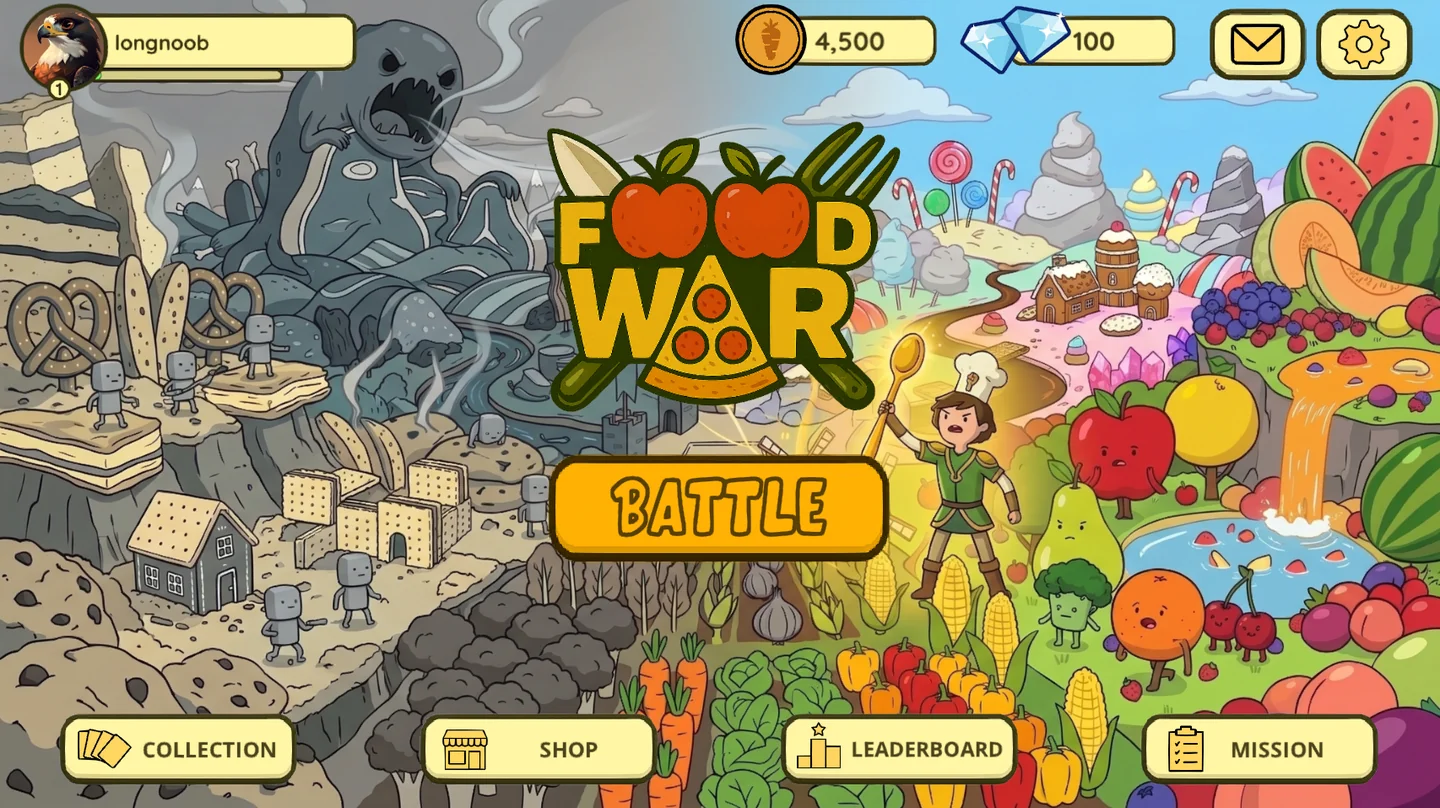 longnoob
1
4,500
100
FOOD
WAR
BATTLE
COLLECTION
SHOP
LEADERBOARD
MISSION